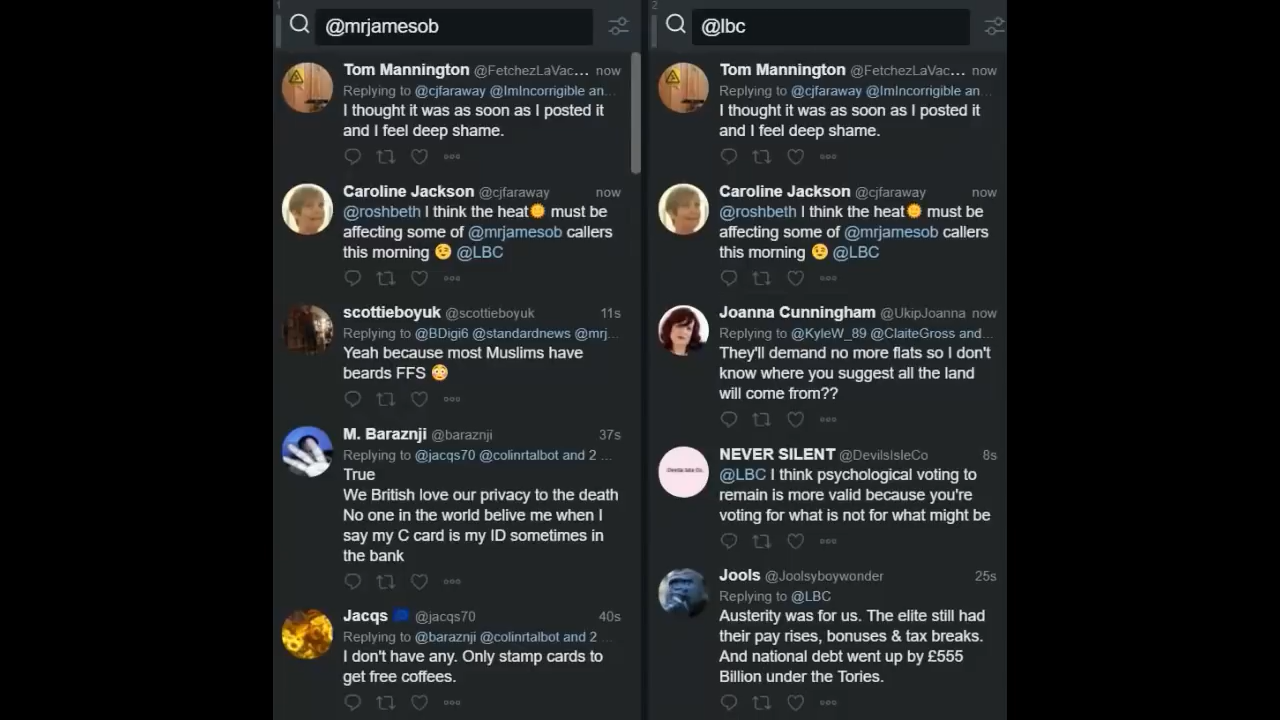 1
@mrjamesob
Tom Mannington @FetchezLaVac... now
Replying to @cjfaraway @ImIncorrigible an...
I thought it was as soon as I posted it
and I feel deep shame.
Caroline Jackson @cjfaraway now
@roshbeth I think the heat🌞 must be
affecting some of @mrjamesob callers
this morning 😉 @LBC
scottieboyuk @scottieboyuk 11s
Replying to @BDigi6 @standardnews @mrj...
Yeah because most Muslims have
beards FFS 😳
M. Baraznji @baraznji 37s
Replying to @jacqs70 @colinrtalbot and 2 ...
True
We British love our privacy to the death
No one in the world belive me when I
say my C card is my ID sometimes in
the bank
Jacqs @jacqs70 40s
Replying to @baraznji @colinrtalbot and 2 ...
I don't have any. Only stamp cards to
get free coffees.
2
@lbc
Tom Mannington @FetchezLaVac... now
Replying to @cjfaraway @ImIncorrigible an...
I thought it was as soon as I posted it
and I feel deep shame.
Caroline Jackson @cjfaraway now
@roshbeth I think the heat🌞 must be
affecting some of @mrjamesob callers
this morning 😉 @LBC
Joanna Cunningham @UkipJoanna now
Replying to @KyleW_89 @ClaiteGross and...
They'll demand no more flats so I don't
know where you suggest all the land
will come from??
NEVER SILENT @DevilsIsleCo 8s
@LBC I think psychological voting to
remain is more valid because you're
voting for what is not for what might be
Jools @Joolsyboywonder 25s
Replying to @LBC
Austerity was for us. The elite still had
their pay rises, bonuses & tax breaks.
And national debt went up by £555
Billion under the Tories.